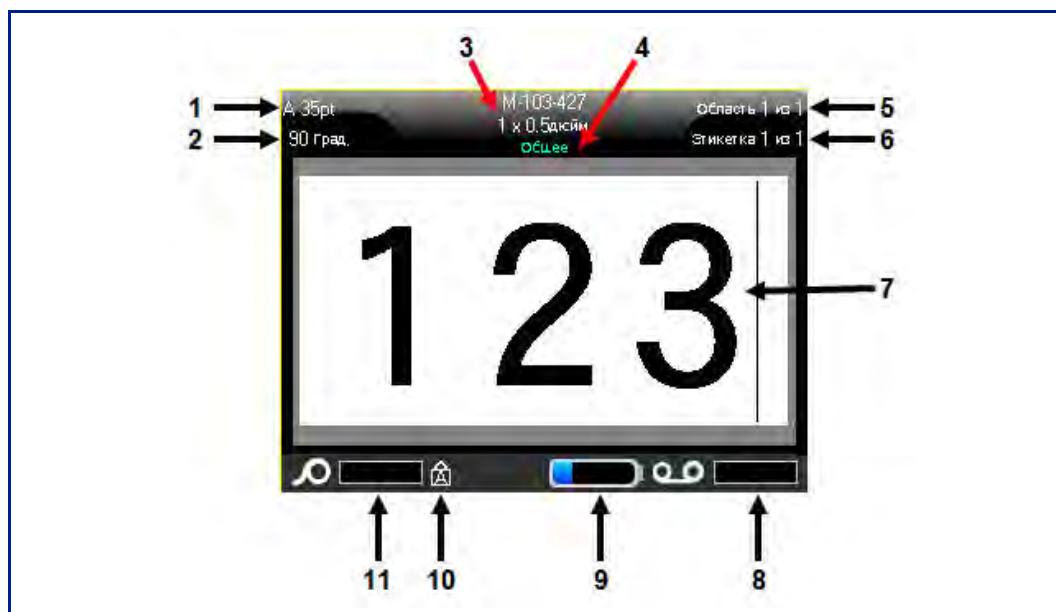 3 4
1 A 35pt M-103-427 Область 1 из 1 5
2 90 Град. 1 x 0.5дюйм Этикетка 1 из 1 6
Общее
123 7
A
11 10 9 8